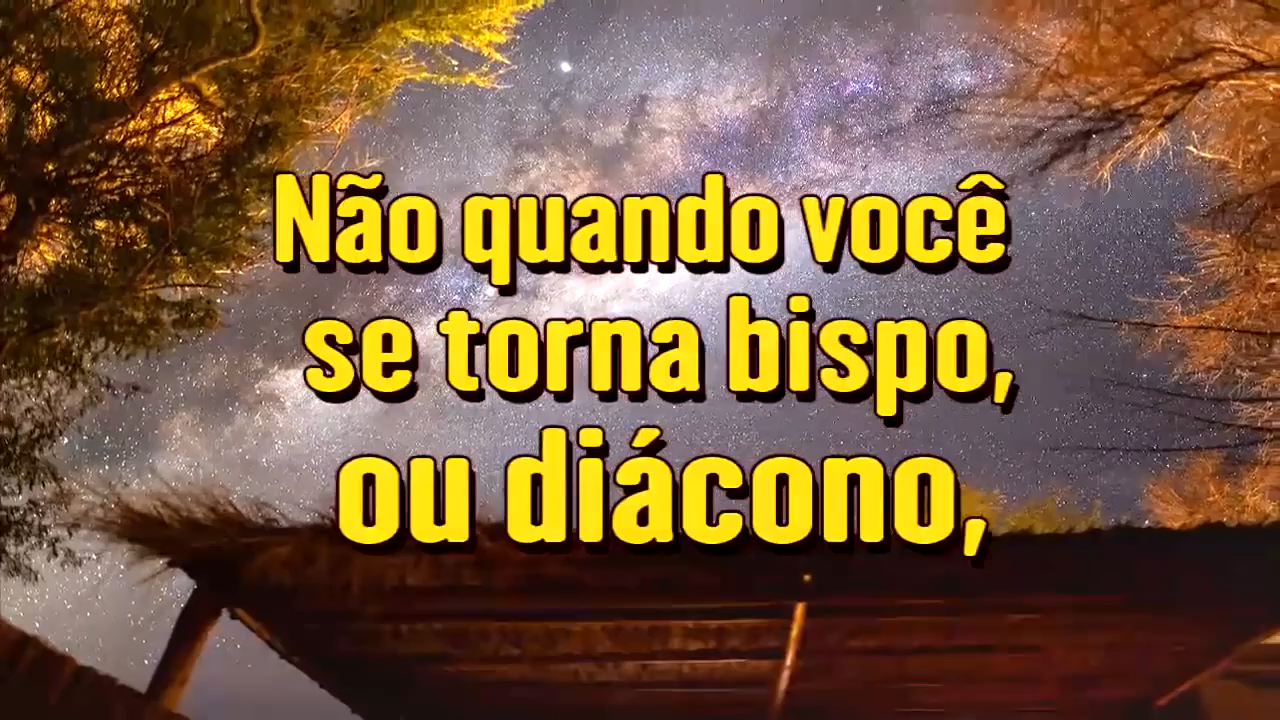 Não quando você
se torna bispo,
ou diácono,